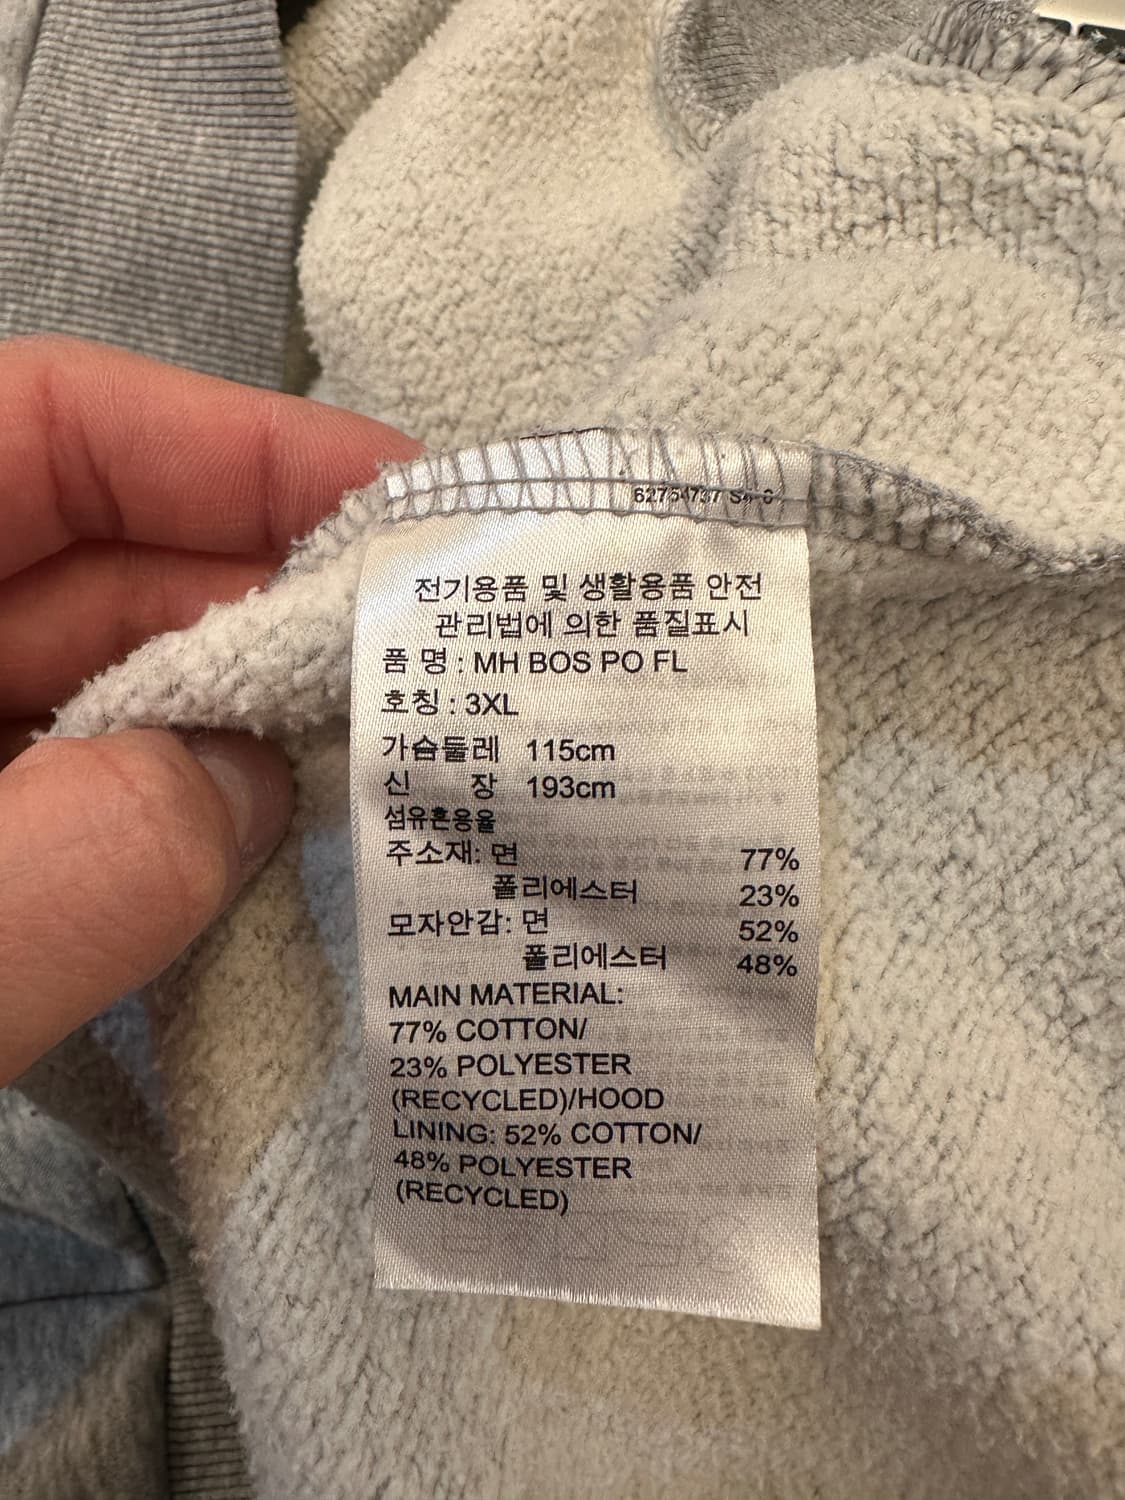 62754737
전기용품 및 생활용품 안전
관리법에 의한 품질표시
품 명 : MH BOS PO FL
호칭 : 3XL
가슴둘레 115cm
신 장 193cm
섬유혼용율
주소재: 면 77%
폴리에스터 23%
모자안감: 면 52%
폴리에스터 48%
MAIN MATERIAL:
77% COTTON/
23% POLYESTER
(RECYCLED)/HOOD
LINING: 52% COTTON/
48% POLYESTER
(RECYCLED)